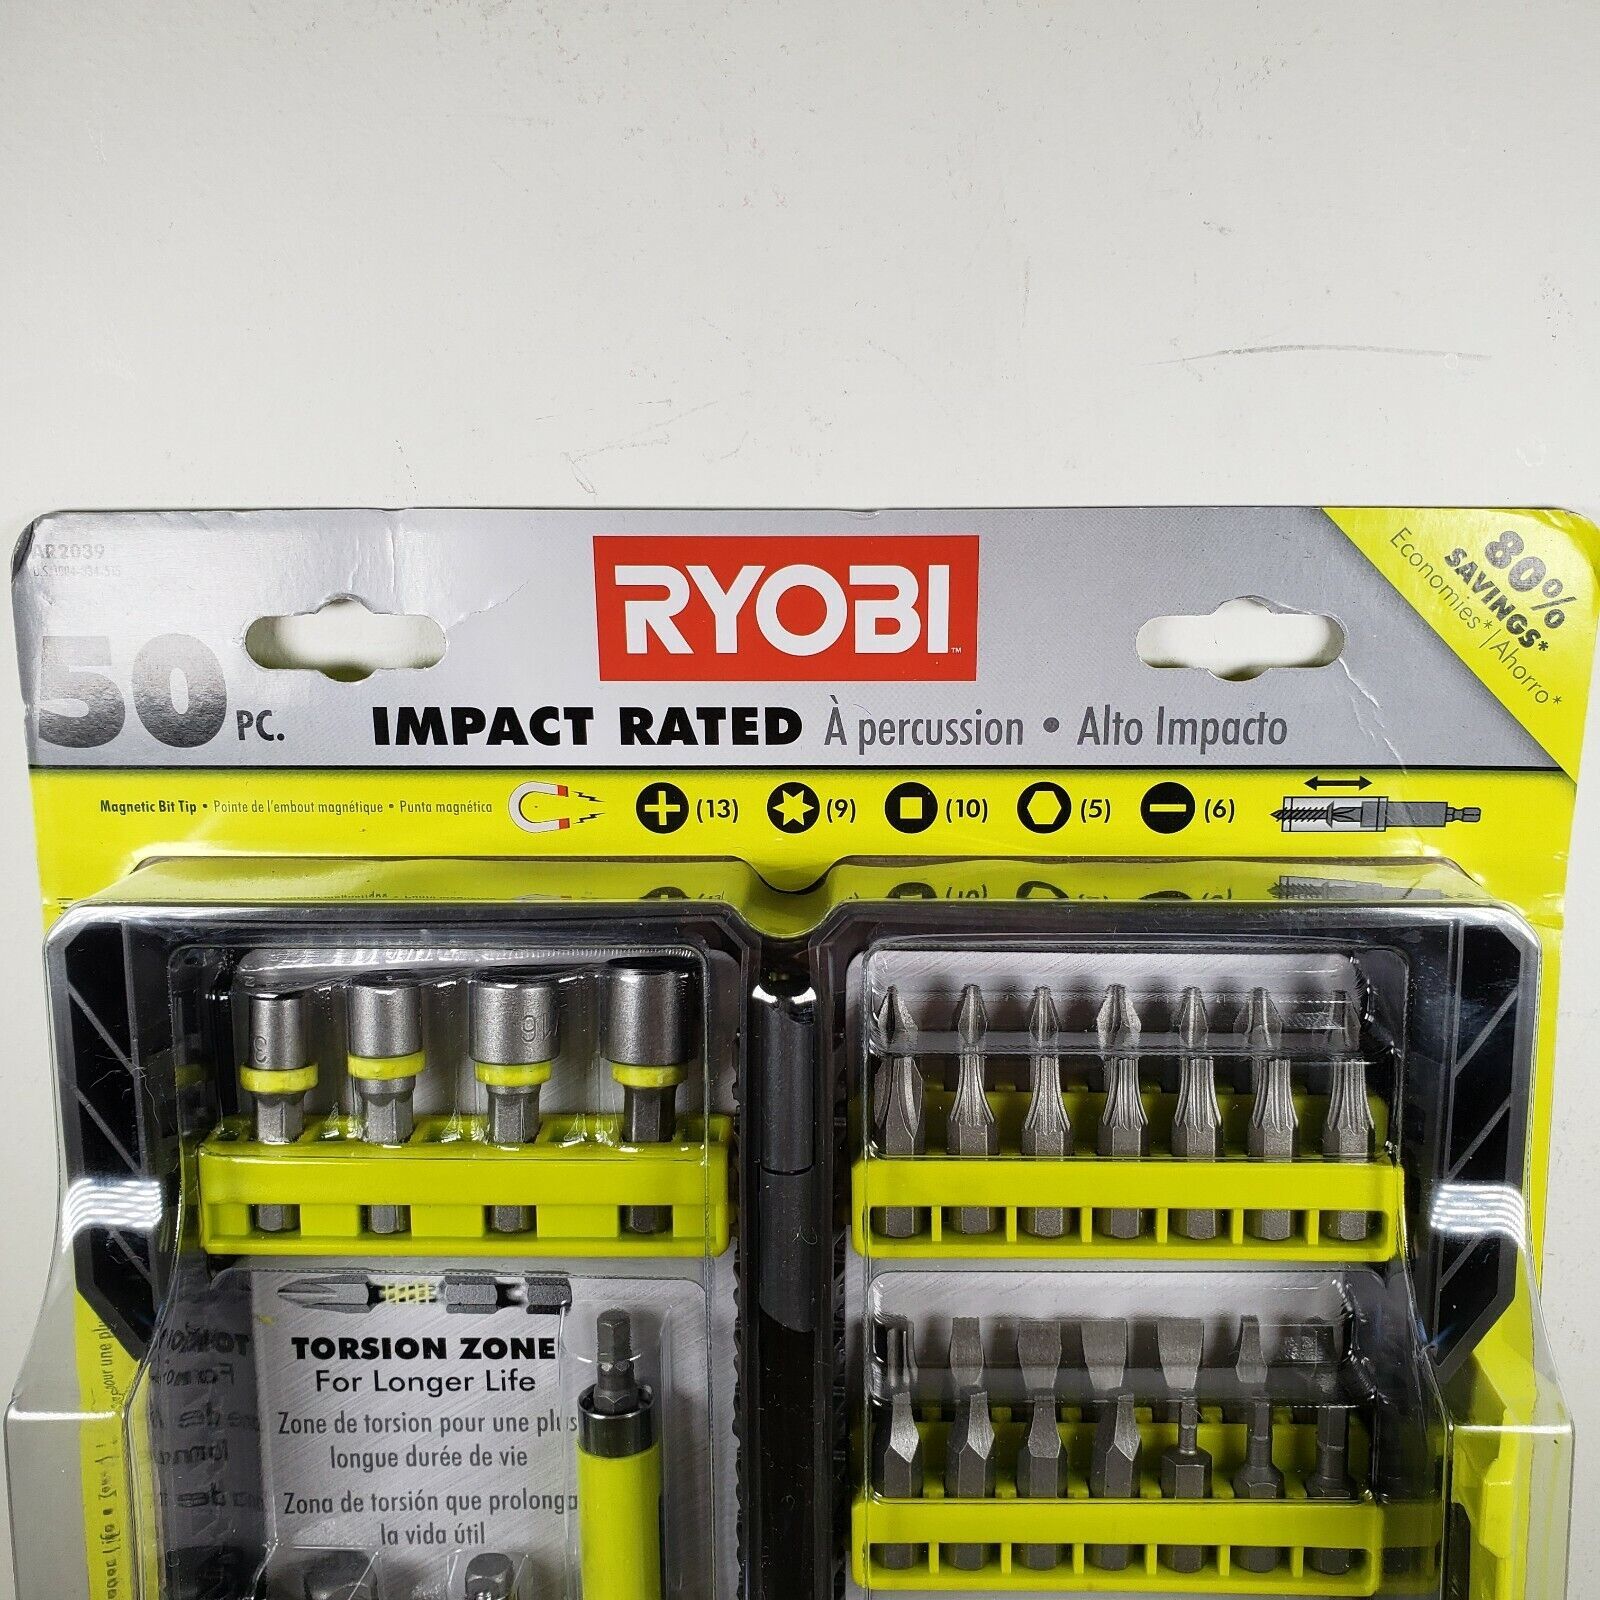 AR2039
80%
SAVINGS*
Economies* / Ahorro*
RYOBI™
50 PC.
IMPACT RATED À percussion • Alto Impacto
Magnetic Bit Tip • Pointe de l'embout magnétique • Punta magnética
(13) (9) (10) (5) (6)
TORSION ZONE
For Longer Life
Zone de torsion pour une plus
longue durée de vie
Zona de torsión que prolonga
la vida útil